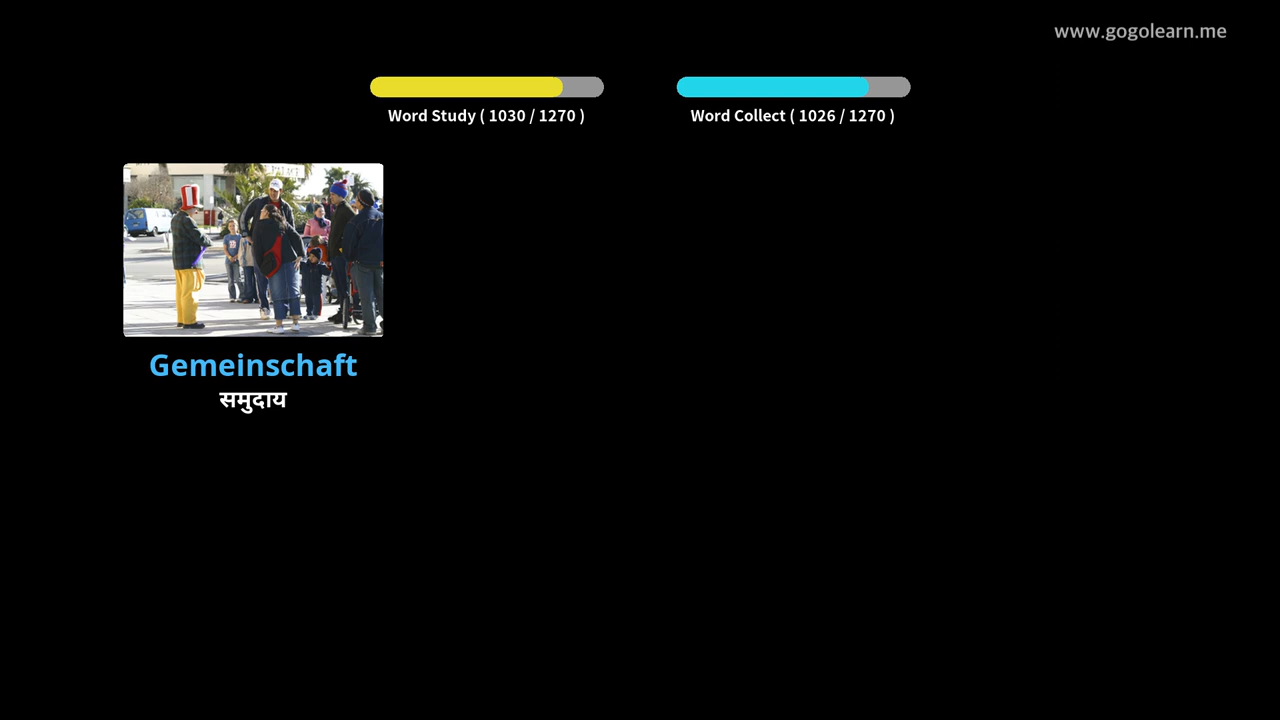 www.gogolearn.me
Word Study ( 1030 / 1270 )
Word Collect ( 1026 / 1270 )
Gemeinschaft
समुदाय